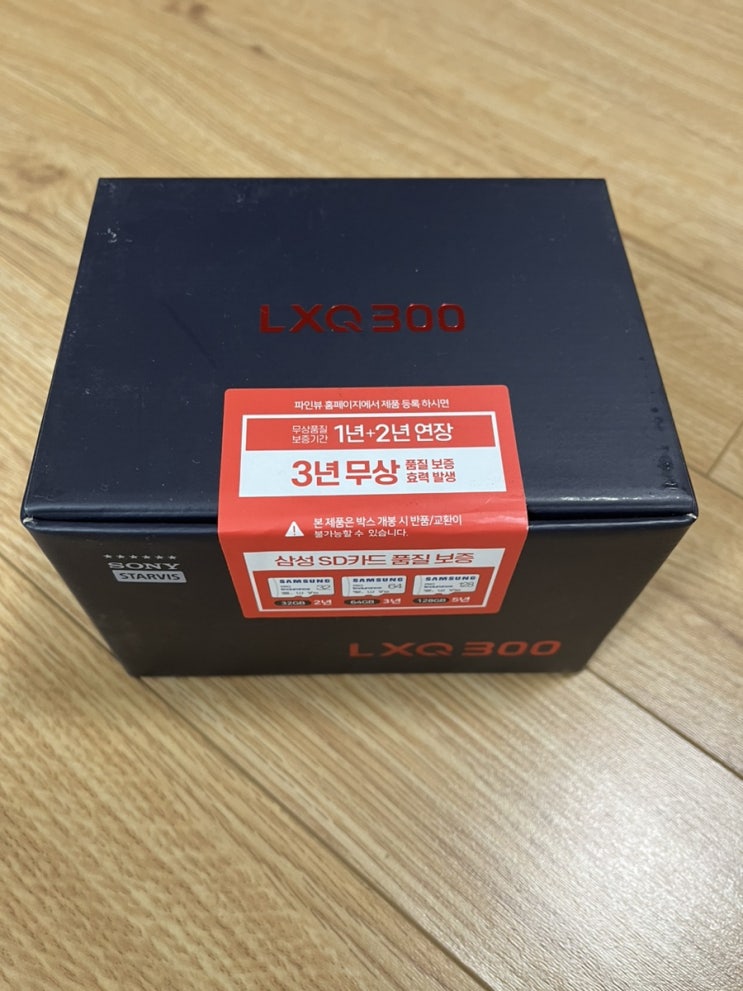 LXQ300
파인뷰 홈페이지에서 제품 등록 하시면
무상품질
보증기간 1년+2년 연장
3년 무상 품질 보증
효력 발생
본 제품은 박스 개봉 시 반품/교환이
불가능할 수 있습니다.
삼성 SD카드 품질 보증
SAMSUNG SAMSUNG SAMSUNG
32 64 128
32GB 2년 64GB 3년 128GB 5년
SONY
STARVIS
LXQ300